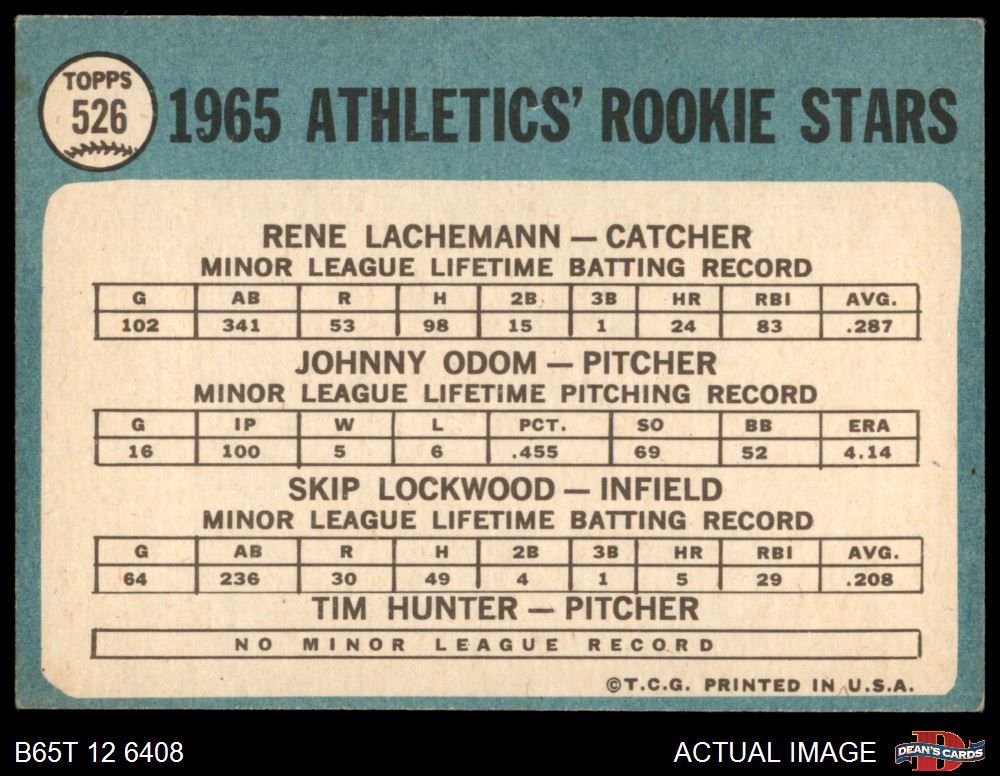 TOPPS
526
1965 ATHLETICS' ROOKIE STARS
RENE LACHEMANN — CATCHER
MINOR LEAGUE LIFETIME BATTING RECORD
G AB R H 2B 3B HR RBI AVG.
102 341 53 98 15 1 24 83 .287
JOHNNY ODOM — PITCHER
MINOR LEAGUE LIFETIME PITCHING RECORD
G IP W L PCT. SO BB ERA
16 100 5 6 .455 69 52 4.14
SKIP LOCKWOOD — INFIELD
MINOR LEAGUE LIFETIME BATTING RECORD
G AB R H 2B 3B HR RBI AVG.
64 236 30 49 4 1 5 29 .208
TIM HUNTER — PITCHER
NO MINOR LEAGUE RECORD
©T.C.G. PRINTED IN U.S.A.
B65T 12 6408
ACTUAL IMAGE
D
DEAN'S CARDS